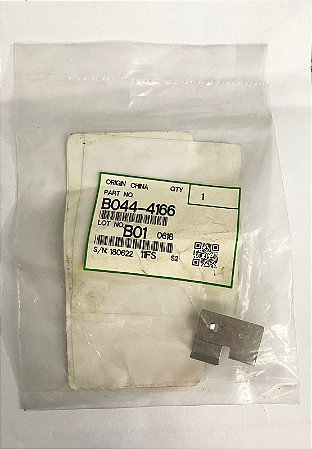 ORIGIN CHINA QTY
PART NO. 1
B044-4166
LOT NO. B01 0618
S/N: 180622 11FS S2